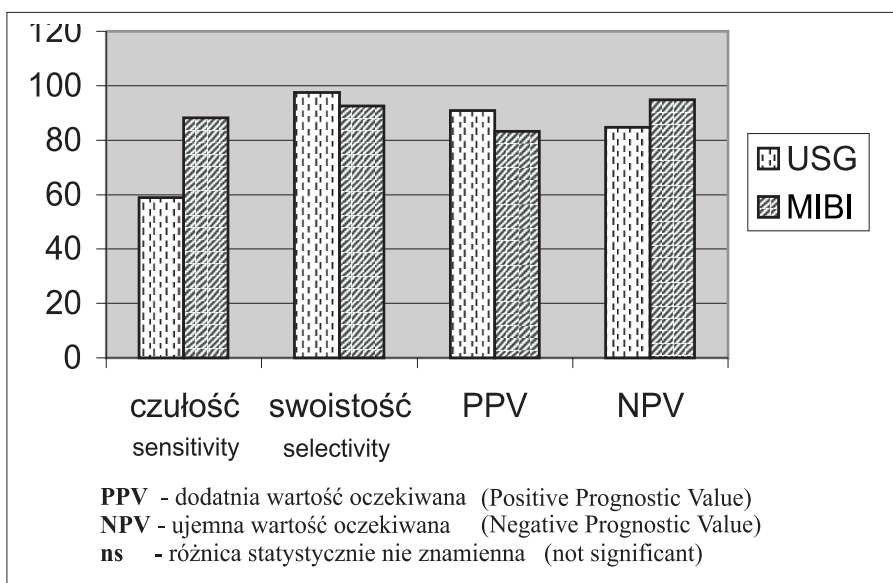 120
100
80
60
40
20
0
USG
MIBI
czułość swoistość PPV NPV
sensitivity selectivity
PPV - dodatnia wartość oczekiwana (Positive Prognostic Value)
NPV - ujemna wartość oczekiwana (Negative Prognostic Value)
ns - różnica statystycznie nie znamienna (not significant)